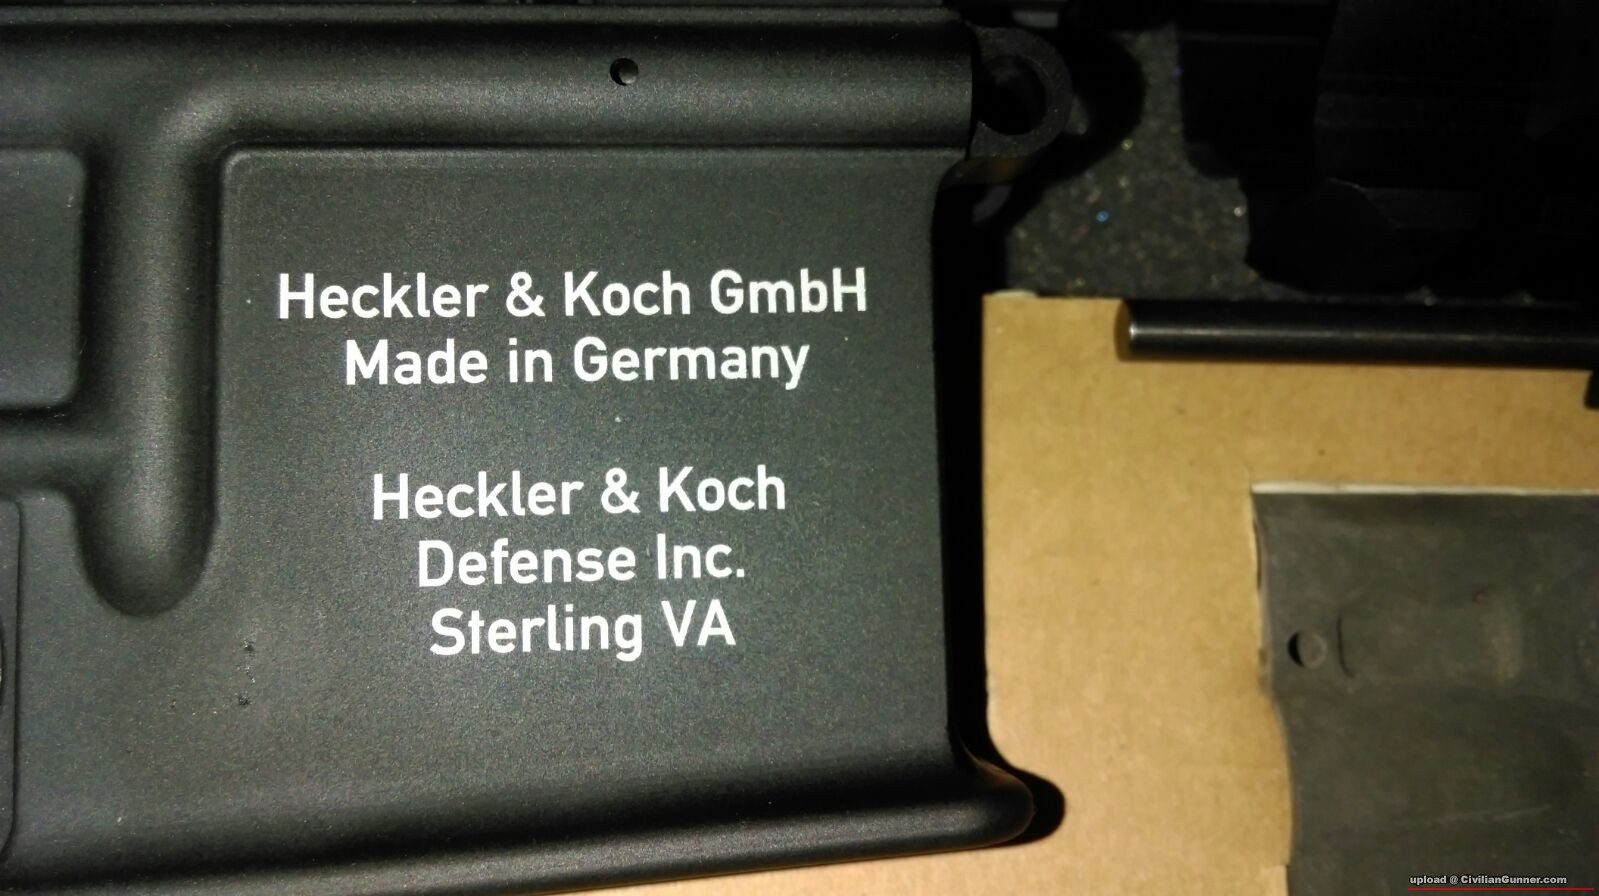 Heckler & Koch GmbH
Made in Germany
Heckler & Koch
Defense Inc.
Sterling VA
upload @ CivilianGunner.com